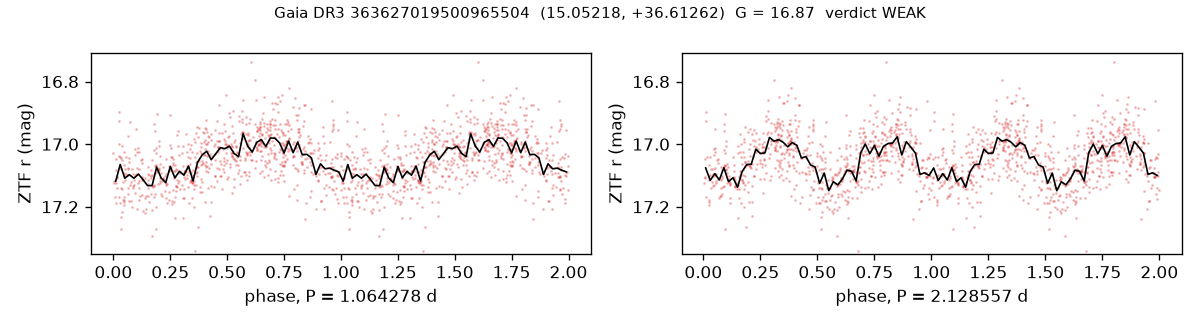 Gaia DR3 363627019500965504 (15.05218, +36.61262) G = 16.87 verdict WEAK
ZTF r (mag)
16.8
17.0
17.2
0.00 0.25 0.50 0.75 1.00 1.25 1.50 1.75 2.00
phase, P = 1.064278 d
ZTF r (mag)
16.8
17.0
17.2
0.00 0.25 0.50 0.75 1.00 1.25 1.50 1.75 2.00
phase, P = 2.128557 d